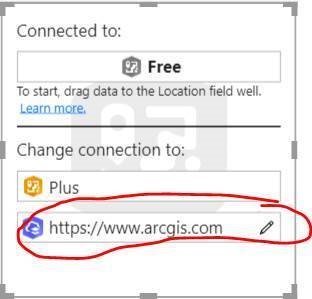 Connected to:
Free
To start, drag data to the Location field well.
Learn more.
Change connection to:
Plus
https://www.arcgis.com